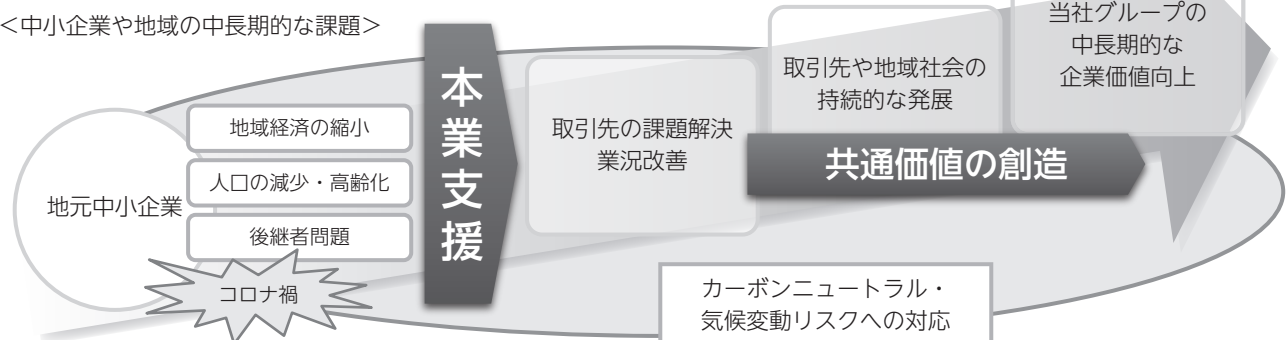 ＜中小企業や地域の中長期的な課題＞
地元中小企業
地域経済の縮小
人口の減少・高齢化
後継者問題
コロナ禍
本業支援
取引先の課題解決
業況改善
取引先や地域社会の
持続的な発展
当社グループの
中長期的な
企業価値向上
共通価値の創造
カーボンニュートラル・
気候変動リスクへの対応